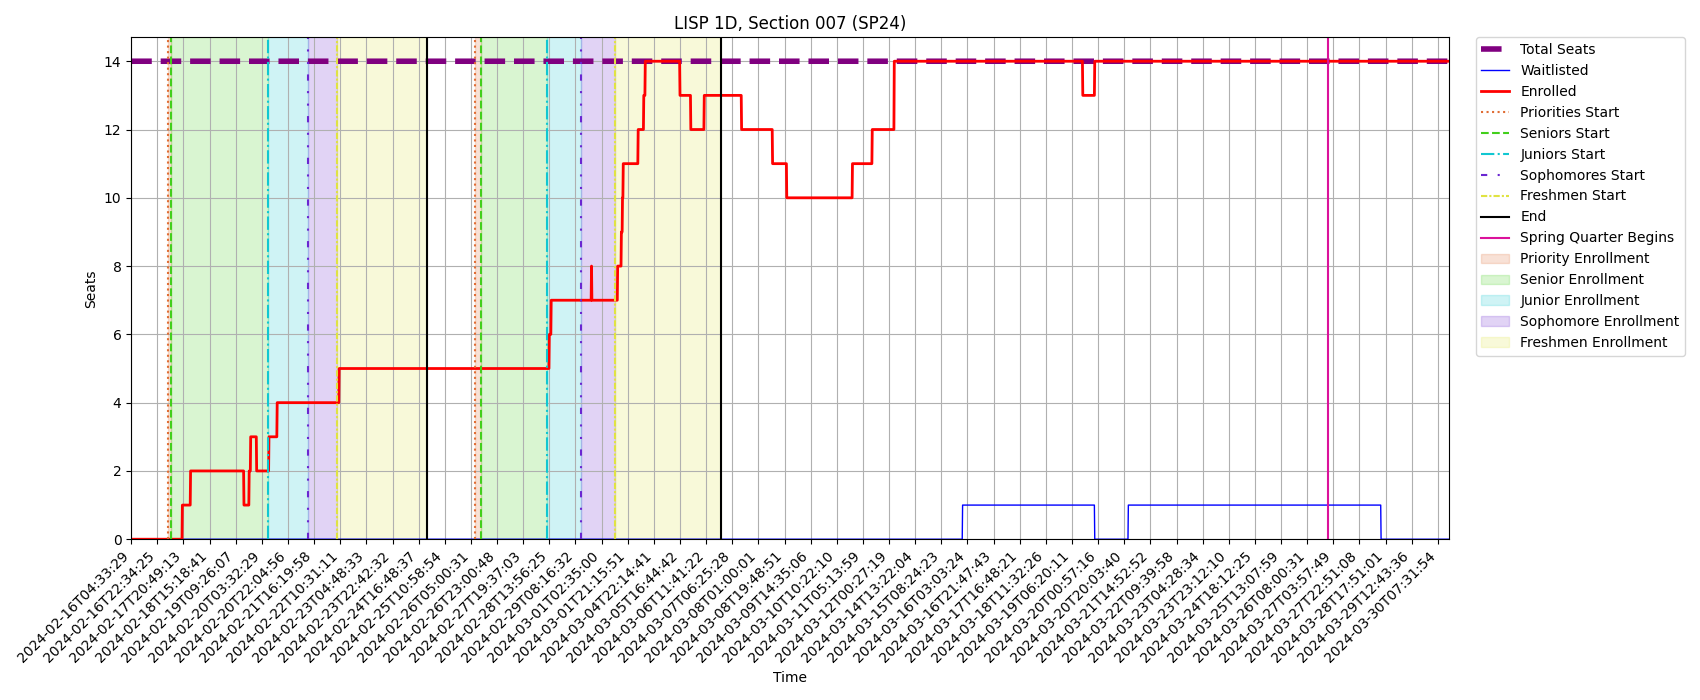 LISP 1D, Section 007 (SP24)
Seats
14
12
10
8
6
4
2
0
2024-02-16T04:33:29
2024-02-16T22:34:25
2024-02-17T20:49:13
2024-02-18T15:18:41
2024-02-19T09:26:07
2024-02-20T03:32:29
2024-02-20T22:04:56
2024-02-21T16:19:58
2024-02-22T10:31:11
2024-02-23T04:48:33
2024-02-23T22:42:32
2024-02-24T16:48:37
2024-02-25T10:58:54
2024-02-26T05:00:31
2024-02-26T23:00:48
2024-02-27T19:37:03
2024-02-28T13:56:25
2024-02-29T08:16:32
2024-03-01T02:35:00
2024-03-01T21:15:51
2024-03-04T22:14:41
2024-03-05T16:44:42
2024-03-06T11:41:22
2024-03-07T06:25:28
2024-03-08T01:00:01
2024-03-08T19:48:51
2024-03-09T14:35:06
2024-03-10T10:22:10
2024-03-11T05:13:59
2024-03-12T00:27:19
2024-03-14T13:22:04
2024-03-15T08:24:23
2024-03-16T03:03:24
2024-03-16T21:47:43
2024-03-17T16:48:21
2024-03-18T11:32:26
2024-03-19T06:20:11
2024-03-20T00:57:16
2024-03-20T20:03:40
2024-03-21T14:52:52
2024-03-22T09:39:58
2024-03-23T04:28:34
2024-03-23T23:12:10
2024-03-24T18:12:25
2024-03-25T13:07:59
2024-03-26T08:00:31
2024-03-27T03:57:49
2024-03-27T22:51:08
2024-03-28T17:51:01
2024-03-29T12:43:36
2024-03-30T07:31:54
Time
Total Seats
Waitlisted
Enrolled
Priorities Start
Seniors Start
Juniors Start
Sophomores Start
Freshmen Start
End
Spring Quarter Begins
Priority Enrollment
Senior Enrollment
Junior Enrollment
Sophomore Enrollment
Freshmen Enrollment